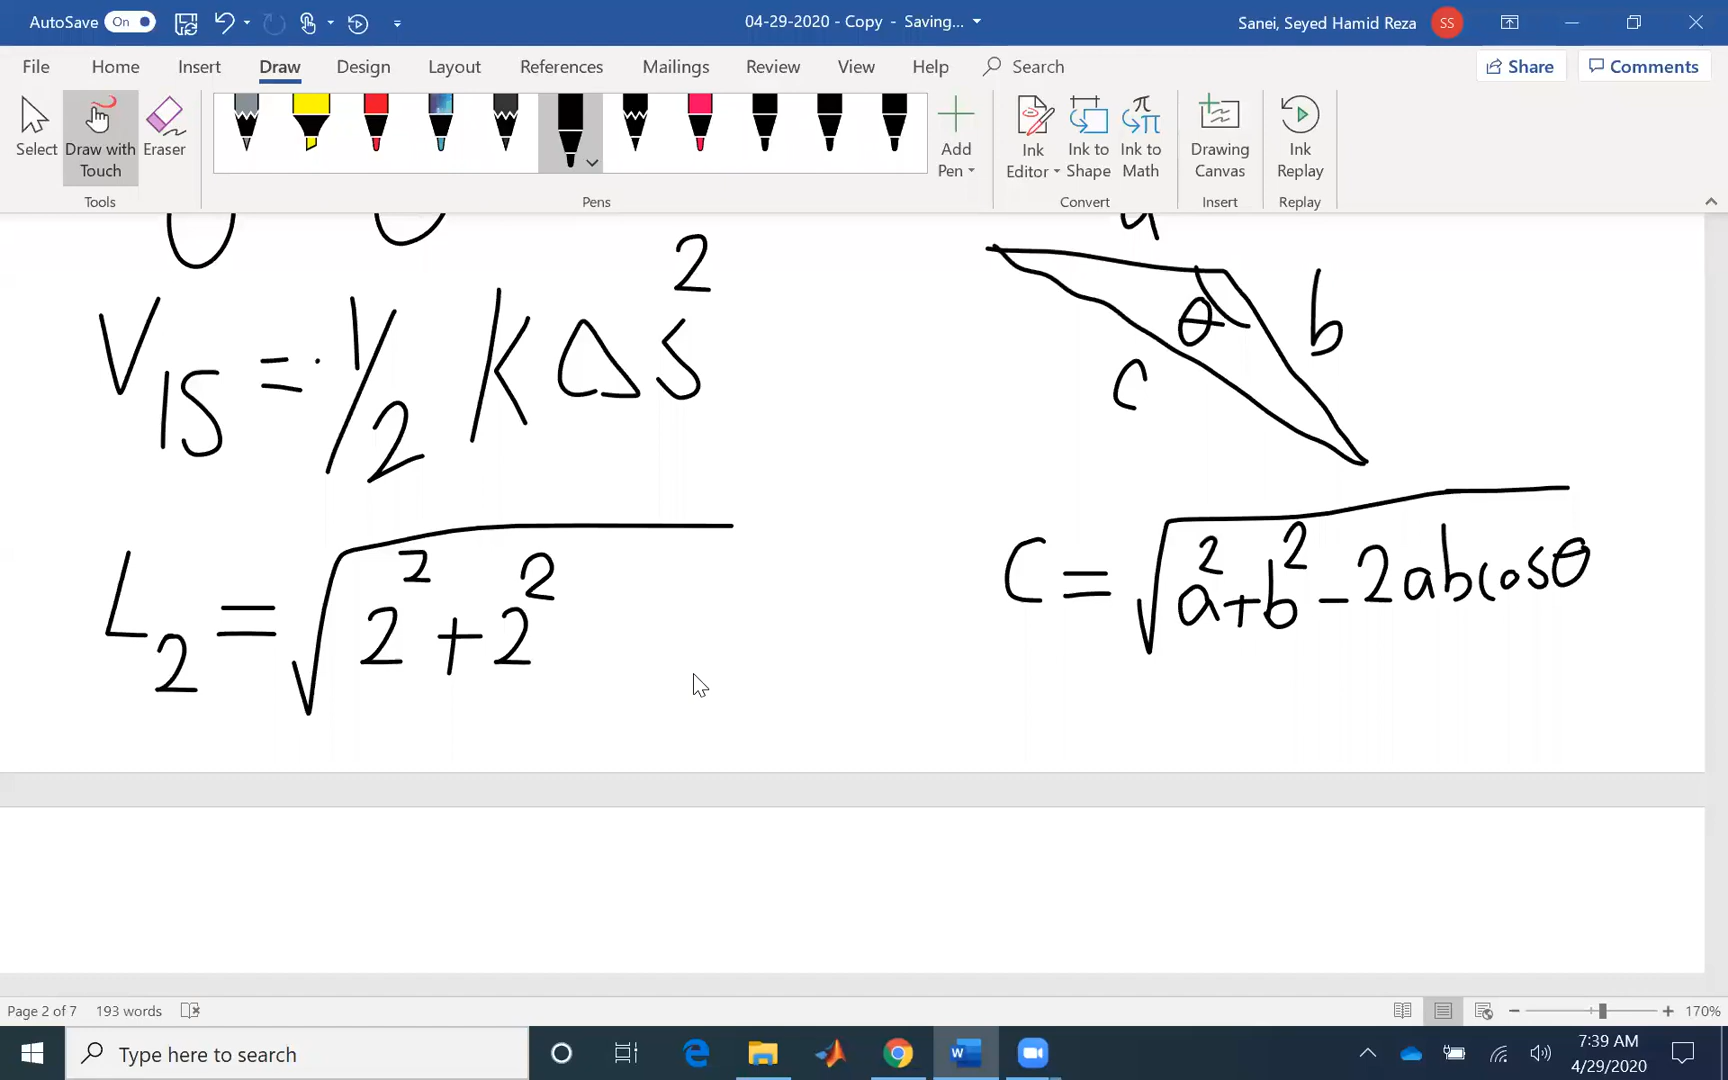 AutoSave On 04-29-2020 - Copy - Saving... Sanei, Seyed Hamid Reza SS
File Home Insert Draw Design Layout References Mailings Review View Help Search Share Comments
Select Draw with Touch Eraser Add Pen Ink Editor Ink to Shape Ink to Math Drawing Canvas Ink Replay
Tools Pens Convert Insert Replay
a
V₁S = 1/2 K Δs²
θ
b
c
L₂ = √(2² + 2²
C = √(a² + b² - 2abcosθ
Page 2 of 7 193 words 170%
Type here to search 7:39 AM
4/29/2020